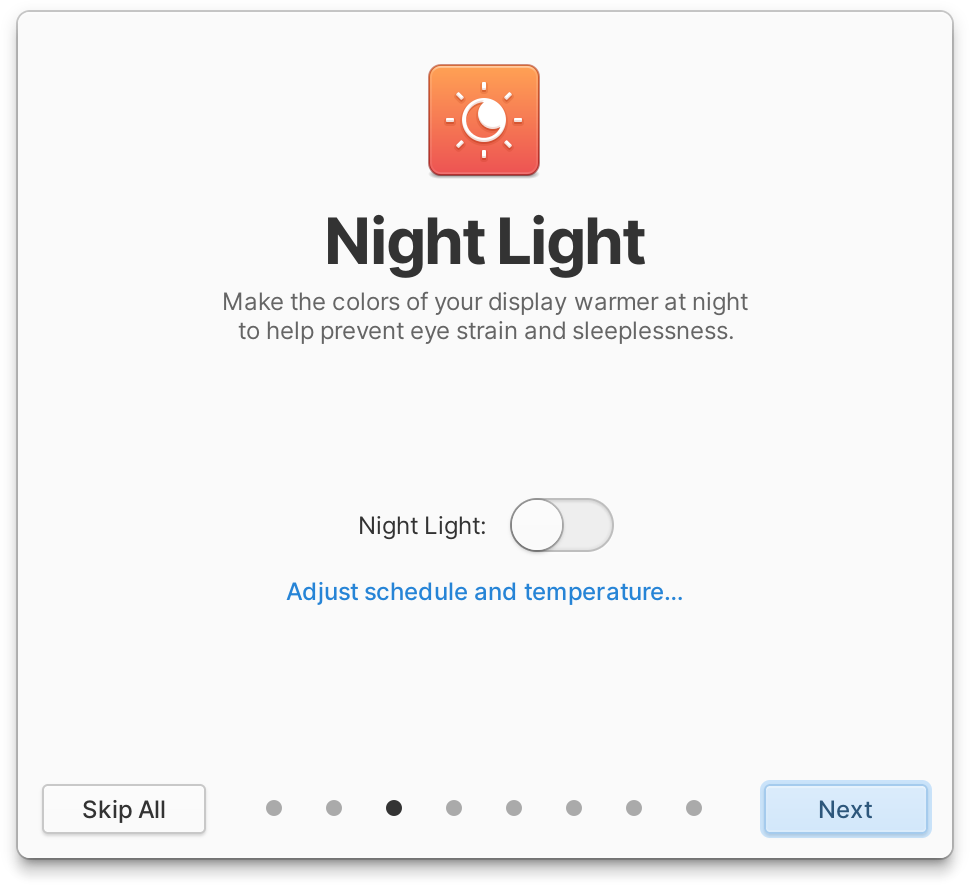 Night Light
Make the colors of your display warmer at night
to help prevent eye strain and sleeplessness.
Night Light:
Adjust schedule and temperature...
Skip All
Next